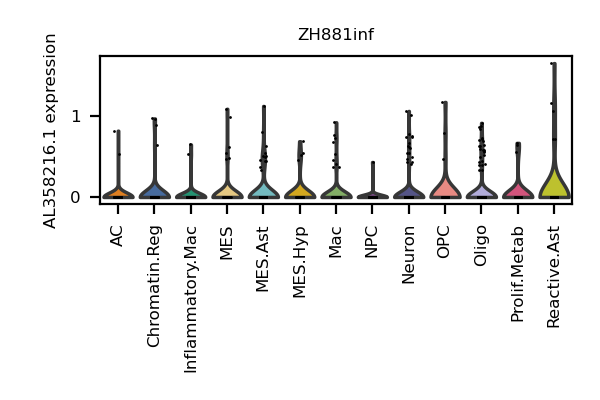 ZH881inf
AL358216.1 expression
1
0
AC
Chromatin.Reg
Inflammatory.Mac
MES
MES.Ast
MES.Hyp
Mac
NPC
Neuron
OPC
Oligo
Prolif.Metab
Reactive.Ast